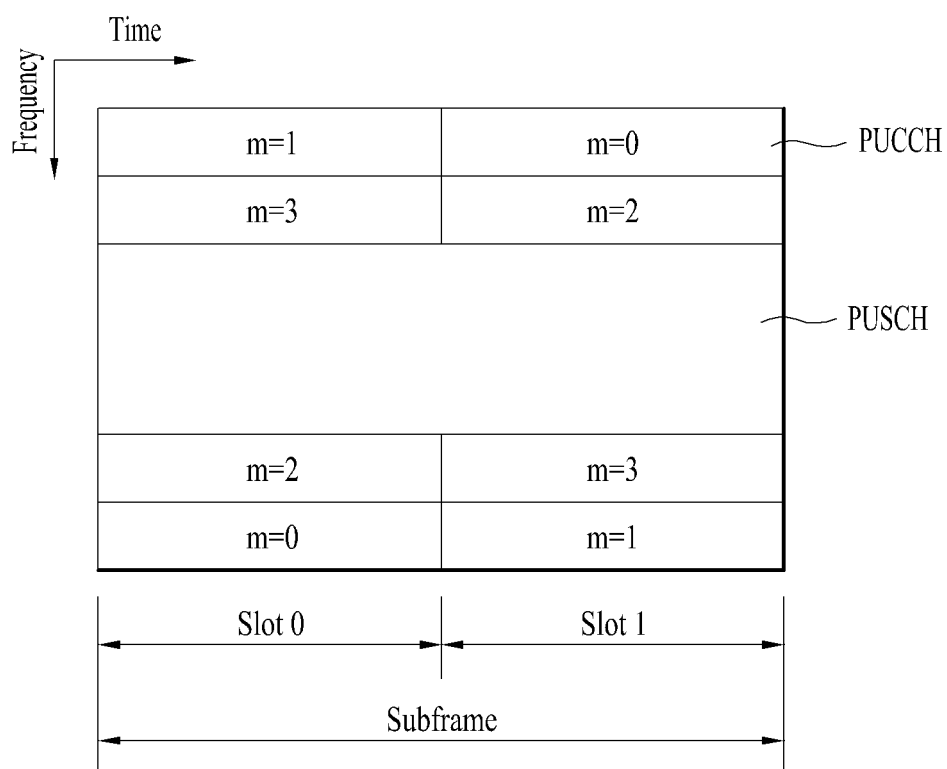 Time
Frequency
m=1
m=0
PUCCH
m=3
m=2
PUSCH
m=2
m=3
m=0
m=1
Slot 0
Slot 1
Subframe